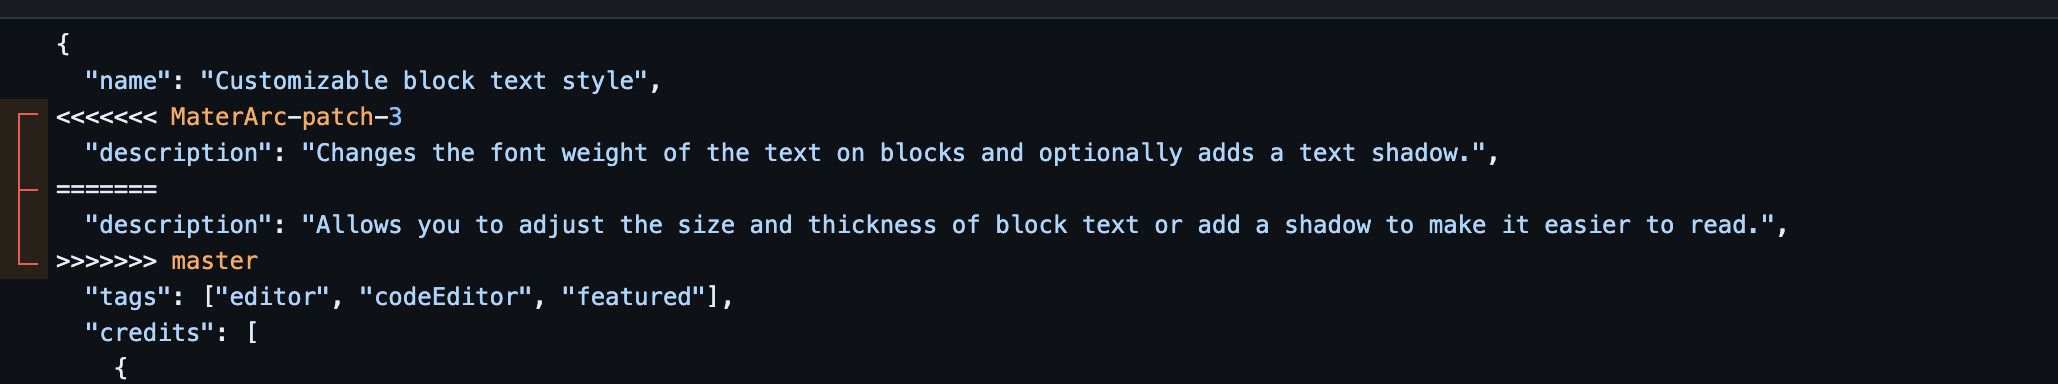 {
  "name": "Customizable block text style",
<<<<<<< MaterArc-patch-3
  "description": "Changes the font weight of the text on blocks and optionally adds a text shadow.",
=======
  "description": "Allows you to adjust the size and thickness of block text or add a shadow to make it easier to read.",
>>>>>>> master
  "tags": ["editor", "codeEditor", "featured"],
  "credits": [
    {